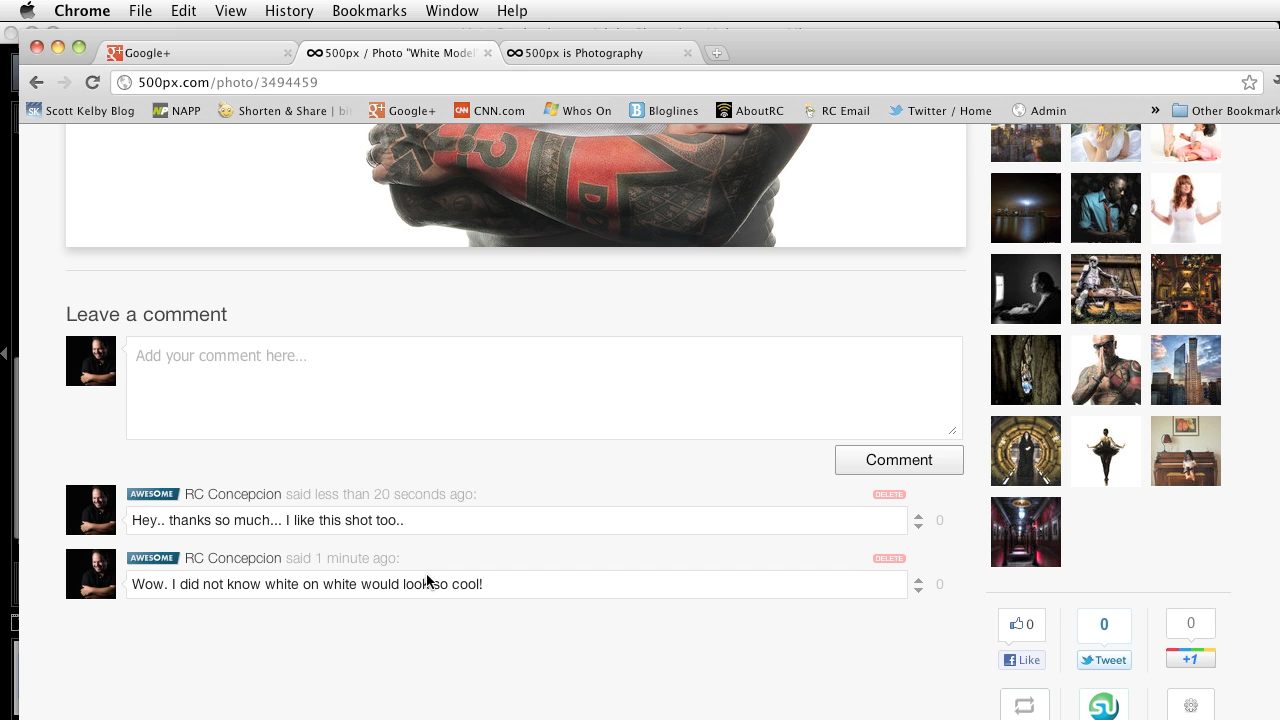 Chrome File Edit View History Bookmarks Window Help
Google+
500px / Photo "White Model"
500px is Photography
500px.com/photo/3494459
Scott Kelby Blog
NAPP
Shorten & Share | bi
Google+
CNN.com
Whos On
Bloglines
AboutRC
RC Email
Twitter / Home
Admin
»
Other Bookmark
Leave a comment
Add your comment here...
Comment
AWESOME RC Concepcion said less than 20 seconds ago:
DELETE
Hey.. thanks so much... I like this shot too..
0
AWESOME RC Concepcion said 1 minute ago:
DELETE
Wow. I did not know white on white would look so cool!
0
0
0
0
Like
Tweet
+1